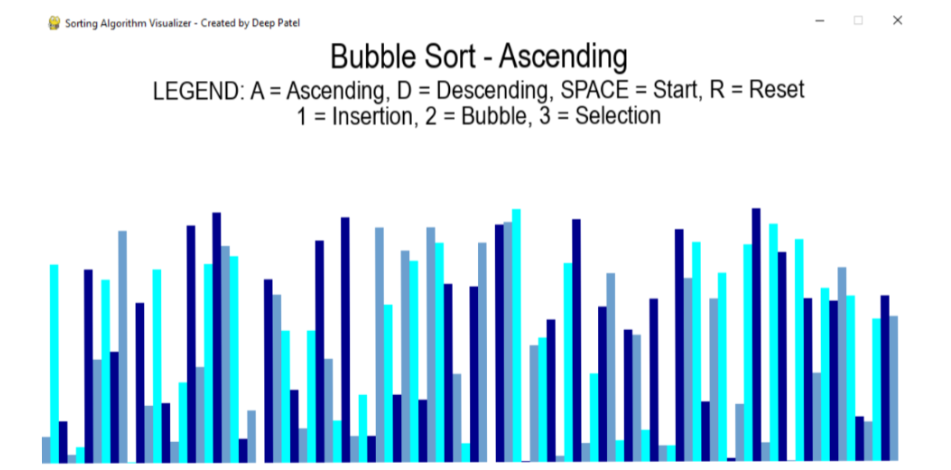 Sorting Algorithm Visualizer - Created by Deep Patel
Bubble Sort - Ascending
LEGEND: A = Ascending, D = Descending, SPACE = Start, R = Reset
1 = Insertion, 2 = Bubble, 3 = Selection